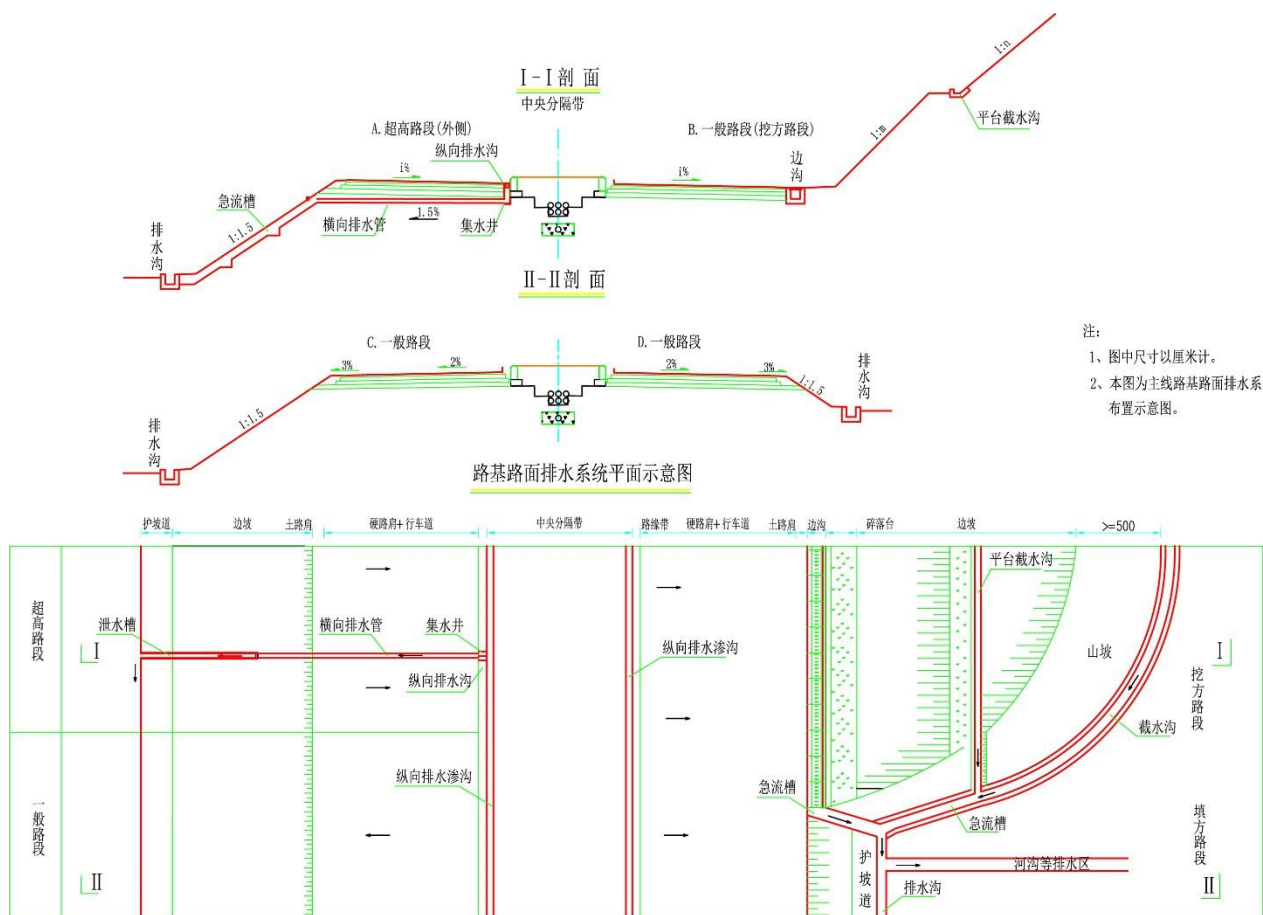 1:n
I-I剖 面
中央分隔带
平台截水沟
A.超高路段(外侧)
B.一般路段(挖方路段)
1:m
纵向排水沟
边沟
i%
i%
急流槽
1:1.5
横向排水管
1.5%
集水井
排水沟
II-II剖 面
C.一般路段
D.一般路段
3%
2%
2%
3%
1:1.5
1:1.5
排水沟
排水沟
注:
1、图中尺寸以厘米计。
2、本图为主线路基路面排水系
布置示意图。
路基路面排水系统平面示意图
护坡道
边坡
土路肩
硬路肩+行车道
中央分隔带
路缘带
硬路肩+行车道
土路肩
边沟
碎落台
边坡
>=500
超高路段
I
泄水槽
横向排水管
集水井
纵向排水沟
纵向排水渗沟
平台截水沟
山坡
I
挖方路段
截水沟
一般路段
II
纵向排水渗沟
急流槽
急流槽
护坡道
排水沟
河沟等排水区
填方路段
II